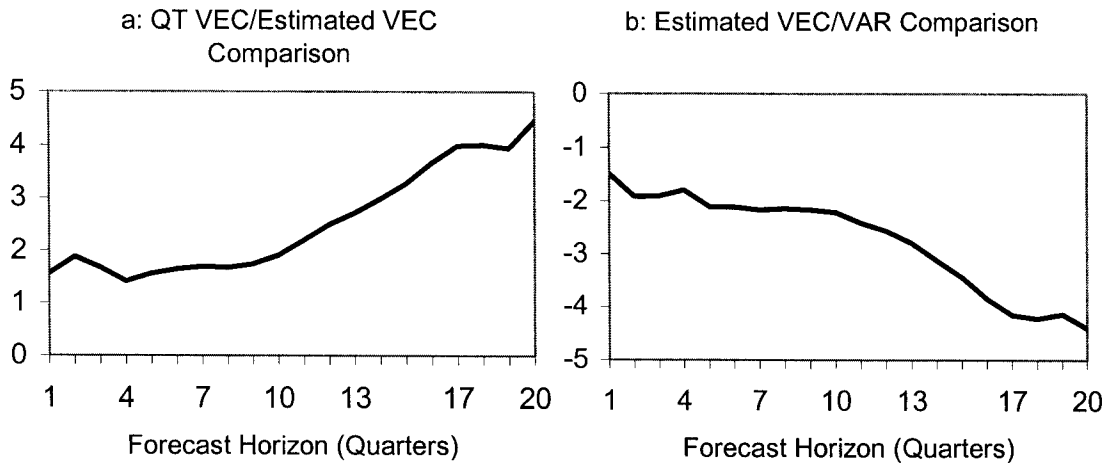 a: QT VEC/Estimated VEC
Comparison
5
4
3
2
1
0
1 4 7 10 13 17 20
Forecast Horizon (Quarters)
b: Estimated VEC/VAR Comparison
0
-1
-2
-3
-4
-5
1 4 7 10 13 17 20
Forecast Horizon (Quarters)